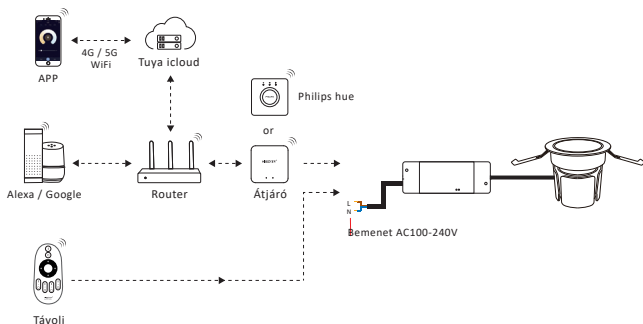 4G / 5G
WiFi
APP
Tuya icloud
Philips hue
or
Alexa / Google
Router
Átjáró
L
N
Bemenet AC100-240V
Távoli